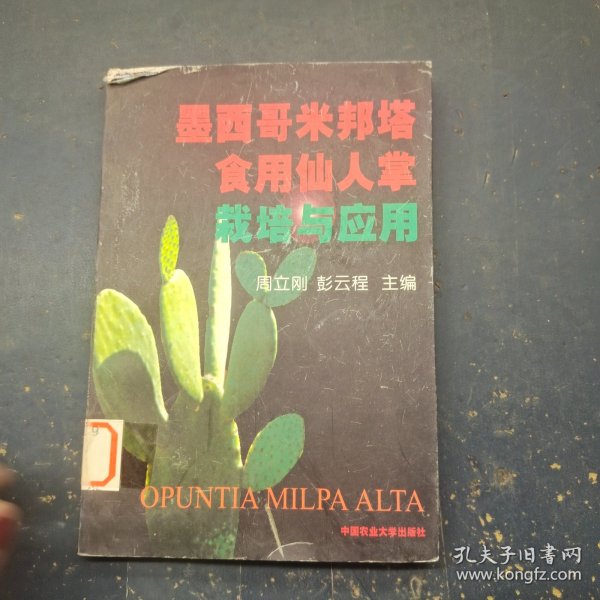 墨西哥米邦塔
食用仙人掌
栽培与应用
周立刚 彭云程 主编
OPUNTIA MILPA ALTA
中国农业大学出版社
孔夫子旧书网
www.kongfz.com